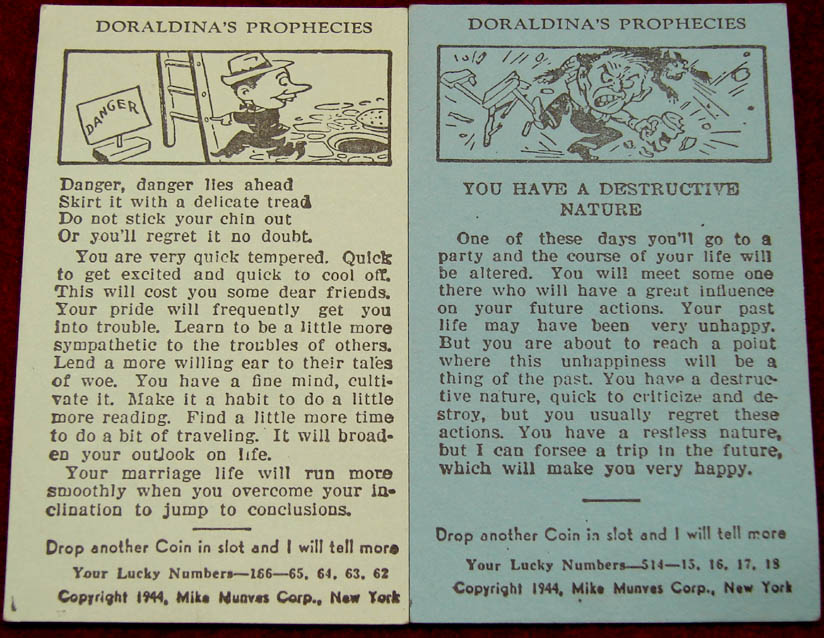 DORALDINA'S PROPHECIES
DANGER
Danger, danger lies ahead
Skirt it with a delicate tread
Do not stick your chin out
Or you'll regret it no doubt.
You are very quick tempered. Quick
to get excited and quick to cool off.
This will cost you some dear friends.
Your pride will frequently get you
into trouble. Learn to be a little more
sympathetic to the troubles of others.
Lend a more willing ear to their tales
of woe. You have a fine mind, culti-
vate it. Make it a habit to do a little
more reading. Find a little more time
to do a bit of traveling. It will broad-
en your outlook on life.
Your marriage life will run more
smoothly when you overcome your in-
clination to jump to conclusions.
Drop another Coin in slot and I will tell more
Your Lucky Numbers—166—65, 64, 63, 62
Copyright 1944, Mike Munves Corp., New York
DORALDINA'S PROPHECIES
YOU HAVE A DESTRUCTIVE
NATURE
One of these days you'll go to a
party and the course of your life will
be altered. You will meet some one
there who will have a great influence
on your future actions. Your past
life may have been very unhappy.
But you are about to reach a point
where this unhappiness will be a
thing of the past. You have a destruc-
tive nature, quick to criticize and de-
stroy, but you usually regret these
actions. You have a restless nature,
but I can forsee a trip in the future,
which will make you very happy.
Drop another Coin in slot and I will tell more
Your Lucky Numbers—514—15, 16, 17, 18
Copyright 1944, Mike Munves Corp., New York